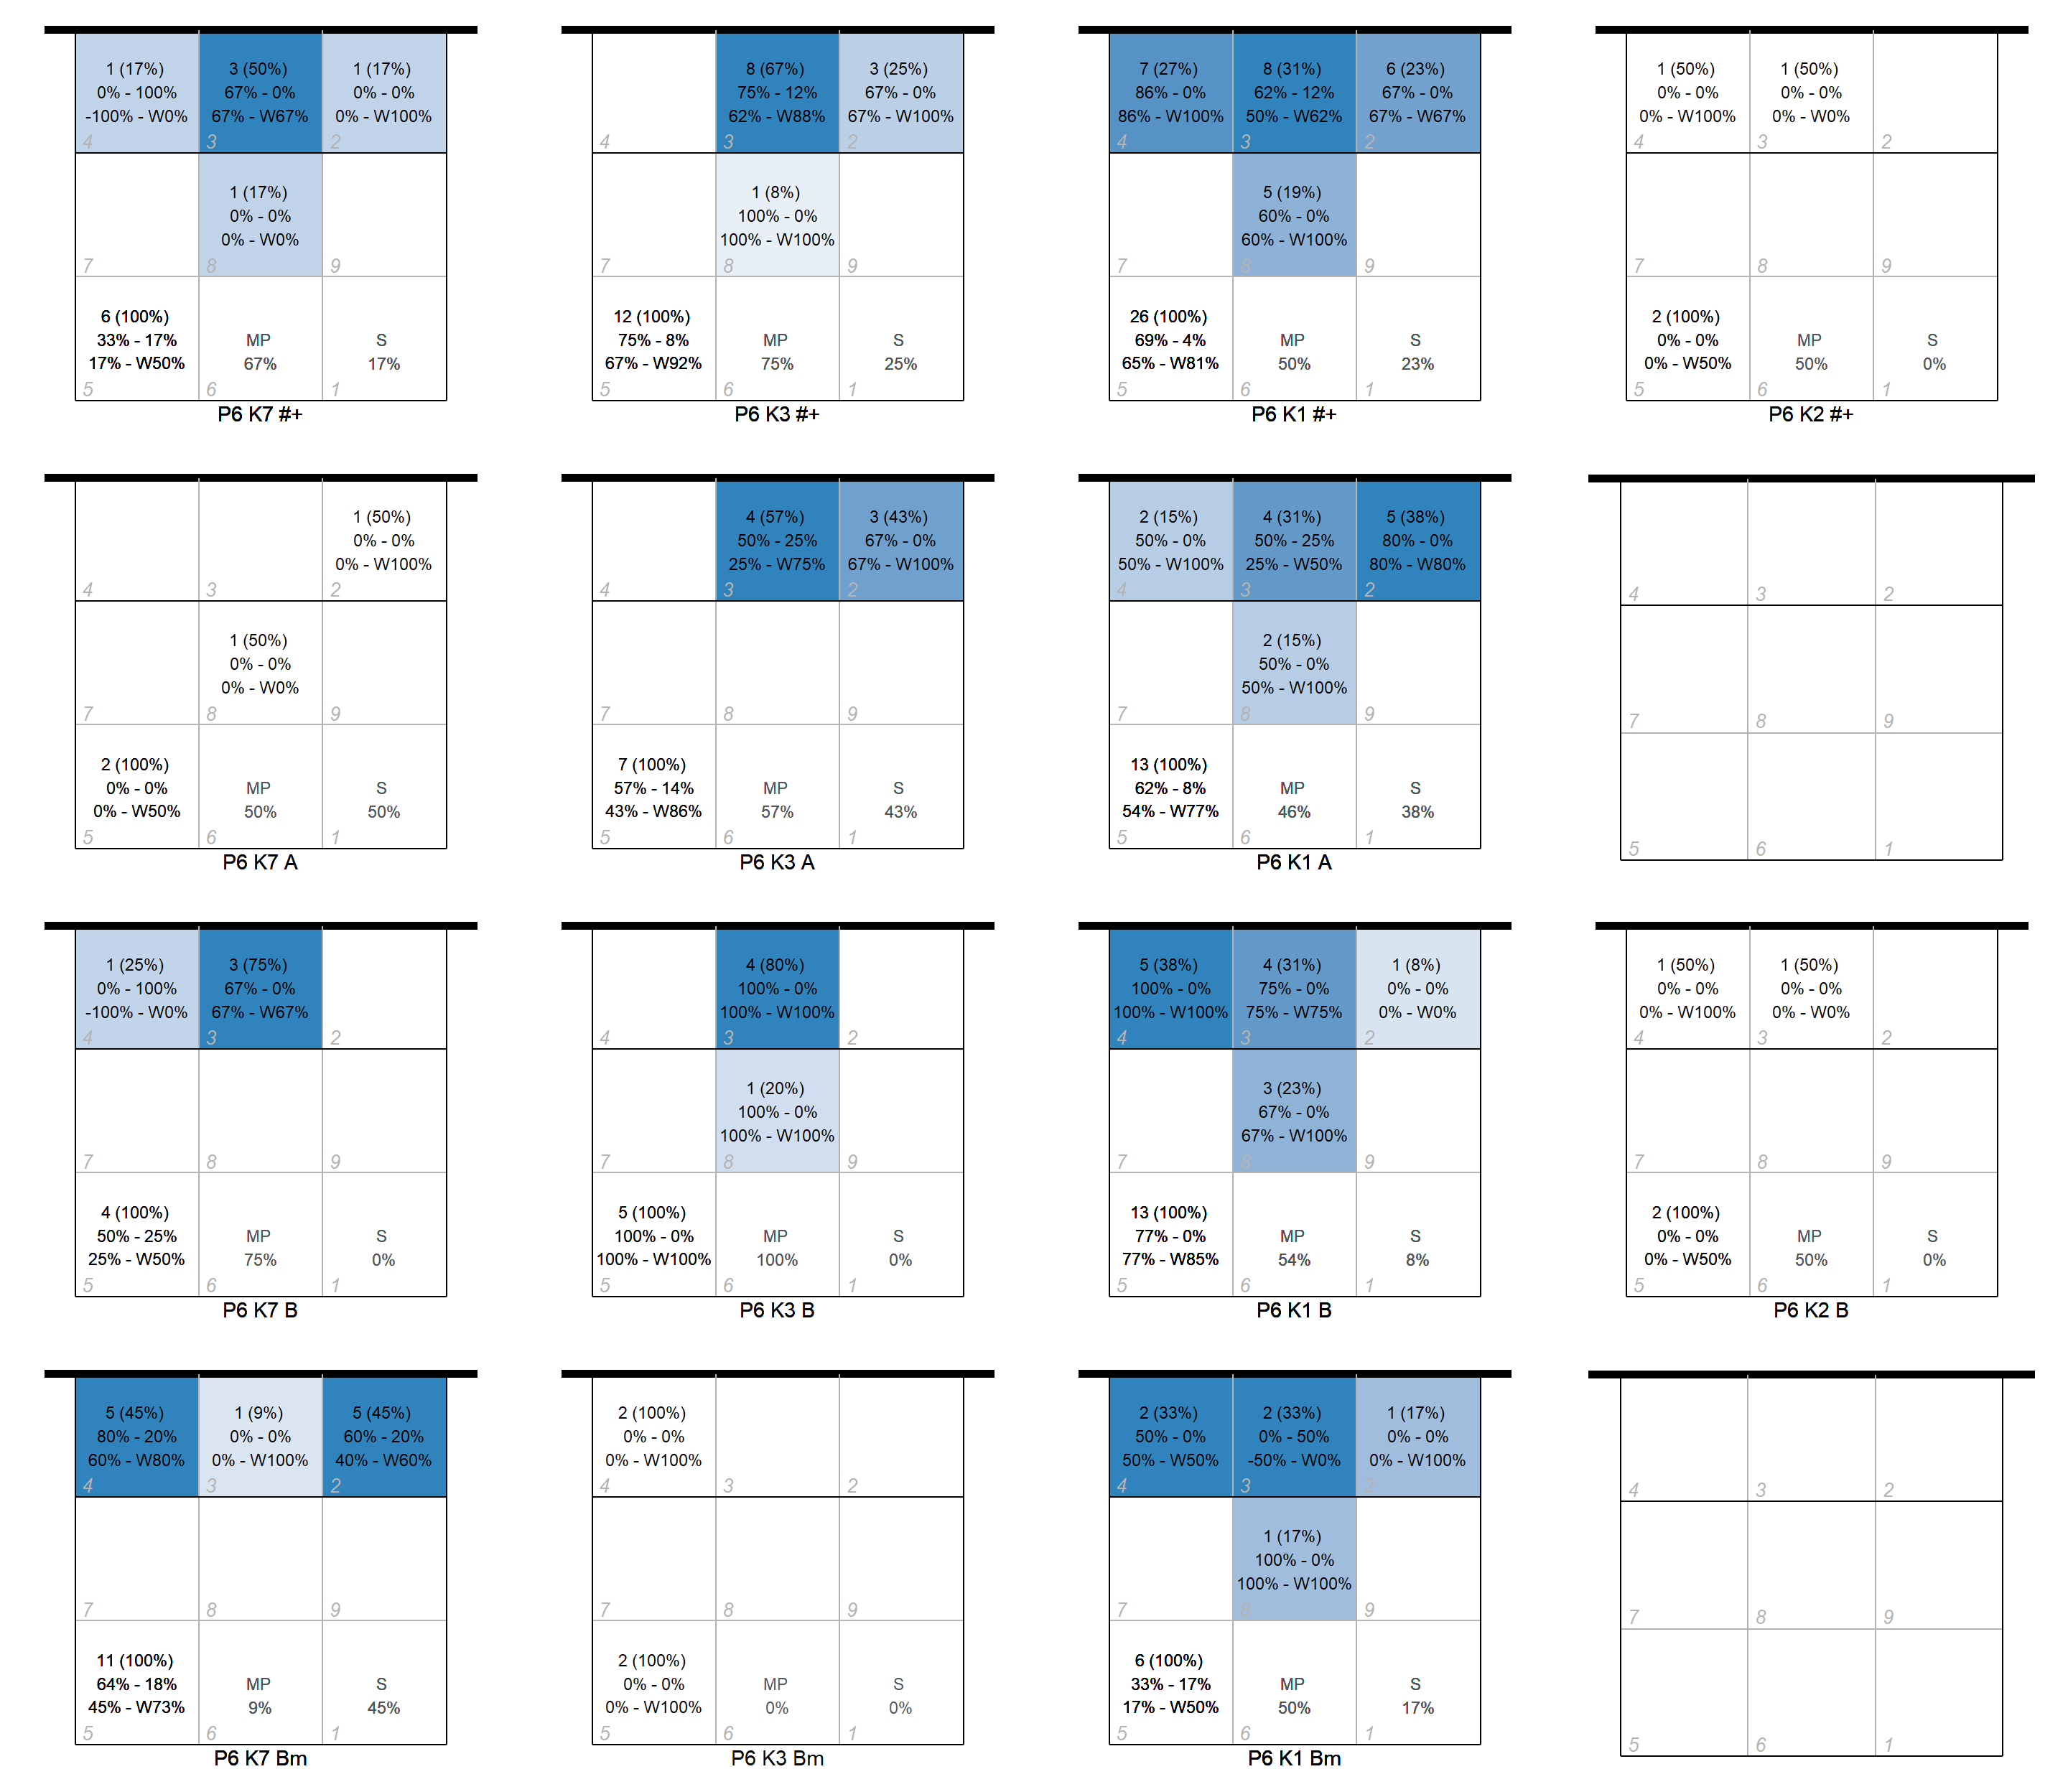 1 (17%)
0% - 100%
-100% - W0%
4
3 (50%)
67% - 0%
67% - W67%
3
1 (17%)
0% - 0%
0% - W100%
2
7
1 (17%)
0% - 0%
0% - W0%
8
9
6 (100%)
33% - 17%
17% - W50%
5
MP
67%
6
S
17%
1
P6 K7 #+
4
8 (67%)
75% - 12%
62% - W88%
3
3 (25%)
67% - 0%
67% - W100%
2
7
1 (8%)
100% - 0%
100% - W100%
8
9
12 (100%)
75% - 8%
67% - W92%
5
MP
75%
6
S
25%
1
P6 K3 #+
7 (27%)
86% - 0%
86% - W100%
4
8 (31%)
62% - 12%
50% - W62%
3
6 (23%)
67% - 0%
67% - W67%
2
7
5 (19%)
60% - 0%
60% - W100%
8
9
26 (100%)
69% - 4%
65% - W81%
5
MP
50%
6
S
23%
1
P6 K1 #+
1 (50%)
0% - 0%
0% - W100%
4
1 (50%)
0% - 0%
0% - W0%
3
2
7
8
9
2 (100%)
0% - 0%
0% - W50%
5
MP
50%
6
S
0%
1
P6 K2 #+
4
3
1 (50%)
0% - 0%
0% - W100%
2
7
1 (50%)
0% - 0%
0% - W0%
8
9
2 (100%)
0% - 0%
0% - W50%
5
MP
50%
6
S
50%
1
P6 K7 A
4
4 (57%)
50% - 25%
25% - W75%
3
3 (43%)
67% - 0%
67% - W100%
2
7
8
9
7 (100%)
57% - 14%
43% - W86%
5
MP
57%
6
S
43%
1
P6 K3 A
2 (15%)
50% - 0%
50% - W100%
4
4 (31%)
50% - 25%
25% - W50%
3
5 (38%)
80% - 0%
80% - W80%
2
7
2 (15%)
50% - 0%
50% - W100%
8
9
13 (100%)
62% - 8%
54% - W77%
5
MP
46%
6
S
38%
1
P6 K1 A
4
3
2
7
8
9
5
6
1
1 (25%)
0% - 100%
-100% - W0%
4
3 (75%)
67% - 0%
67% - W67%
3
2
7
8
9
4 (100%)
50% - 25%
25% - W50%
5
MP
75%
6
S
0%
1
P6 K7 B
4
4 (80%)
100% - 0%
100% - W100%
3
2
7
1 (20%)
100% - 0%
100% - W100%
8
9
5 (100%)
100% - 0%
100% - W100%
5
MP
100%
6
S
0%
1
P6 K3 B
5 (38%)
100% - 0%
100% - W100%
4
4 (31%)
75% - 0%
75% - W75%
3
1 (8%)
0% - 0%
0% - W0%
2
7
3 (23%)
67% - 0%
67% - W100%
8
9
13 (100%)
77% - 0%
77% - W85%
5
MP
54%
6
S
8%
1
P6 K1 B
1 (50%)
0% - 0%
0% - W100%
4
1 (50%)
0% - 0%
0% - W0%
3
2
7
8
9
2 (100%)
0% - 0%
0% - W50%
5
MP
50%
6
S
0%
1
P6 K2 B
5 (45%)
80% - 20%
60% - W80%
4
1 (9%)
0% - 0%
0% - W100%
3
5 (45%)
60% - 20%
40% - W60%
2
7
8
9
11 (100%)
64% - 18%
45% - W73%
5
MP
9%
6
S
45%
1
P6 K7 Bm
2 (100%)
0% - 0%
0% - W100%
4
3
2
7
8
9
2 (100%)
0% - 0%
0% - W100%
5
MP
0%
6
S
0%
1
P6 K3 Bm
2 (33%)
50% - 0%
50% - W50%
4
2 (33%)
0% - 50%
-50% - W0%
3
1 (17%)
0% - 0%
0% - W100%
2
7
1 (17%)
100% - 0%
100% - W100%
8
9
6 (100%)
33% - 17%
17% - W50%
5
MP
50%
6
S
17%
1
P6 K1 Bm
4
3
2
7
8
9
5
6
1